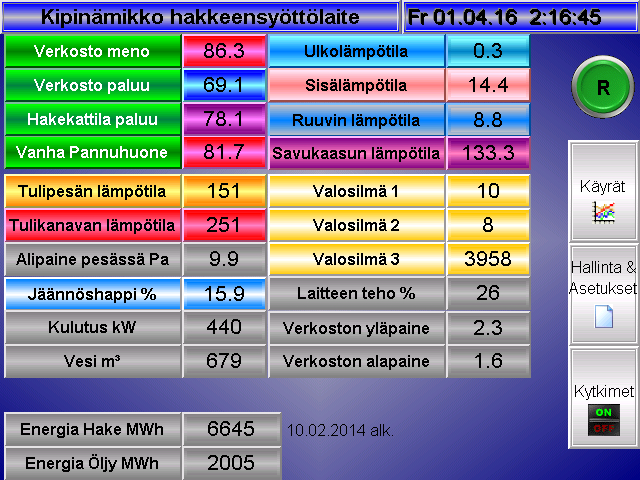 Kipinämikko hakkeensyöttölaite Fr 01.04.16 2:16:45
Verkosto meno 86.3 Ulkolämpötila 0.3
Verkosto paluu 69.1 Sisälämpötila 14.4
R
Hakekattila paluu 78.1 Ruuvin lämpötila 8.8
Vanha Pannuhuone 81.7 Savukaasun lämpötila 133.3
Tulipesän lämpötila 151 Valosilmä 1 10
Käyrät
Tulikanavan lämpötila 251 Valosilmä 2 8
Alipaine pesässä Pa 9.9 Valosilmä 3 3958
Hallinta &
Asetukset
Jäännöshappi % 15.9 Laitteen teho % 26
Kulutus kW 440 Verkoston yläpaine 2.3
Vesi m³ 679 Verkoston alapaine 1.6
Kytkimet
ON
OFF
Energia Hake MWh 6645 10.02.2014 alk.
Energia Öljy MWh 2005